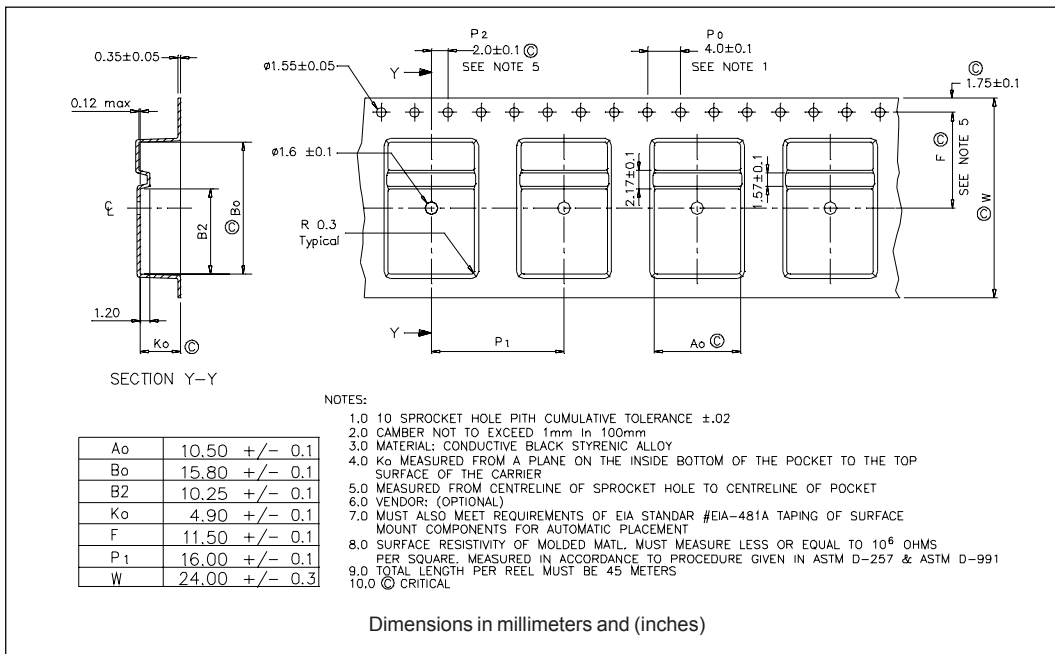 P2
2.0±0.1 Ⓒ
SEE NOTE 5
P0
4.0±0.1
SEE NOTE 1
Ⓒ
1.75±0.1
0.35±0.05
ø1.55±0.05
Y
0.12 max
ø1.6 ±0.1
2.17±0.1
1.57±0.1
F Ⓒ
SEE NOTE 5
Ⓒ W
℄
B2
Ⓒ Bo
R 0.3
Typical
1.20
Ko Ⓒ
Y
P1
Ao Ⓒ
SECTION Y-Y
NOTES:
1.0 10 SPROCKET HOLE PITH CUMULATIVE TOLERANCE ±.02
2.0 CAMBER NOT TO EXCEED 1mm In 100mm
3.0 MATERIAL: CONDUCTIVE BLACK STYRENIC ALLOY
4.0 Ko MEASURED FROM A PLANE ON THE INSIDE BOTTOM OF THE POCKET TO THE TOP
SURFACE OF THE CARRIER
5.0 MEASURED FROM CENTRELINE OF SPROCKET HOLE TO CENTRELINE OF POCKET
6.0 VENDOR: (OPTIONAL)
7.0 MUST ALSO MEET REQUIREMENTS OF EIA STANDAR #EIA-481A TAPING OF SURFACE
MOUNT COMPONENTS FOR AUTOMATIC PLACEMENT
8.0 SURFACE RESISTIVITY OF MOLDED MATL. MUST MEASURE LESS OR EQUAL TO 10⁶ OHMS
PER SQUARE. MEASURED IN ACCORDANCE TO PROCEDURE GIVEN IN ASTM D-257 & ASTM D-991
9.0 TOTAL LENGTH PER REEL MUST BE 45 METERS
10.0 Ⓒ CRITICAL
Ao 10.50 +/- 0.1
Bo 15.80 +/- 0.1
B2 10.25 +/- 0.1
Ko 4.90 +/- 0.1
F 11.50 +/- 0.1
P1 16.00 +/- 0.1
W 24.00 +/- 0.3
Dimensions in millimeters and (inches)